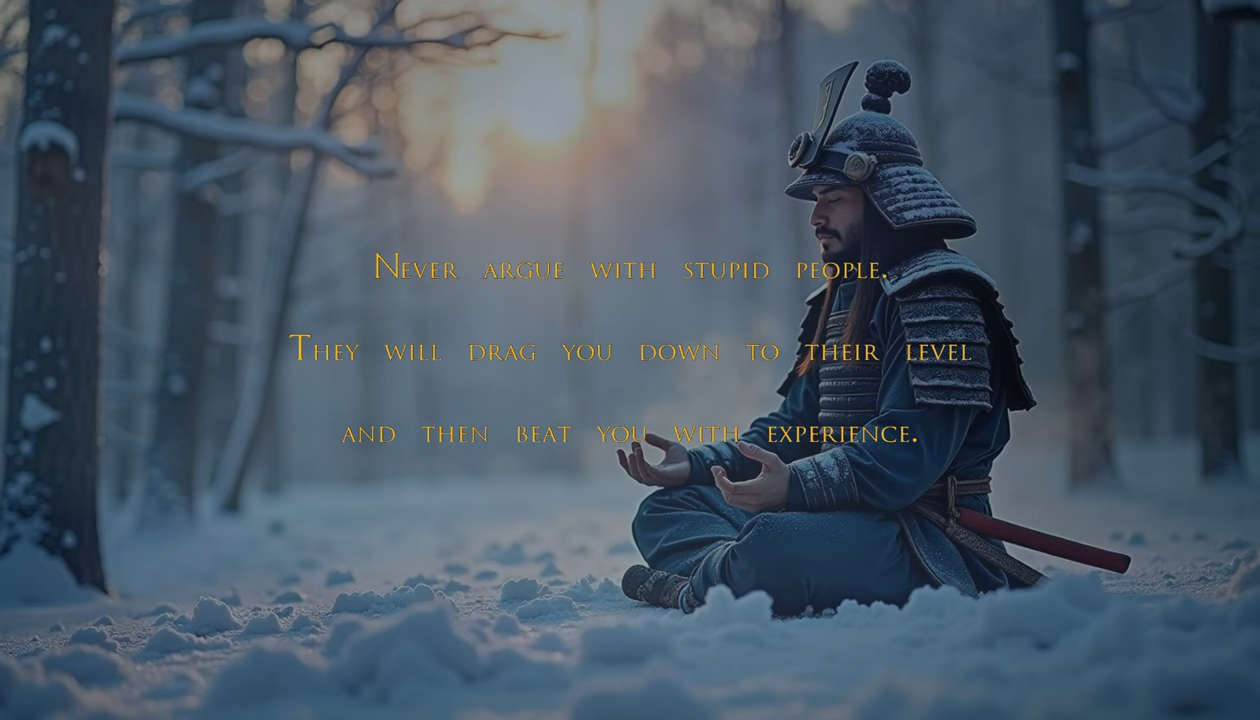 Never argue with stupid people.
They will drag you down to their level
and then beat you with experience.